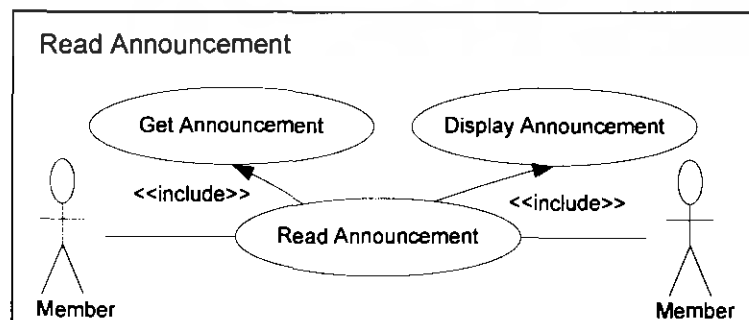 Read Announcement
Get Announcement
Display Announcement
<<include>>
<<include>>
Read Announcement
Member
Member